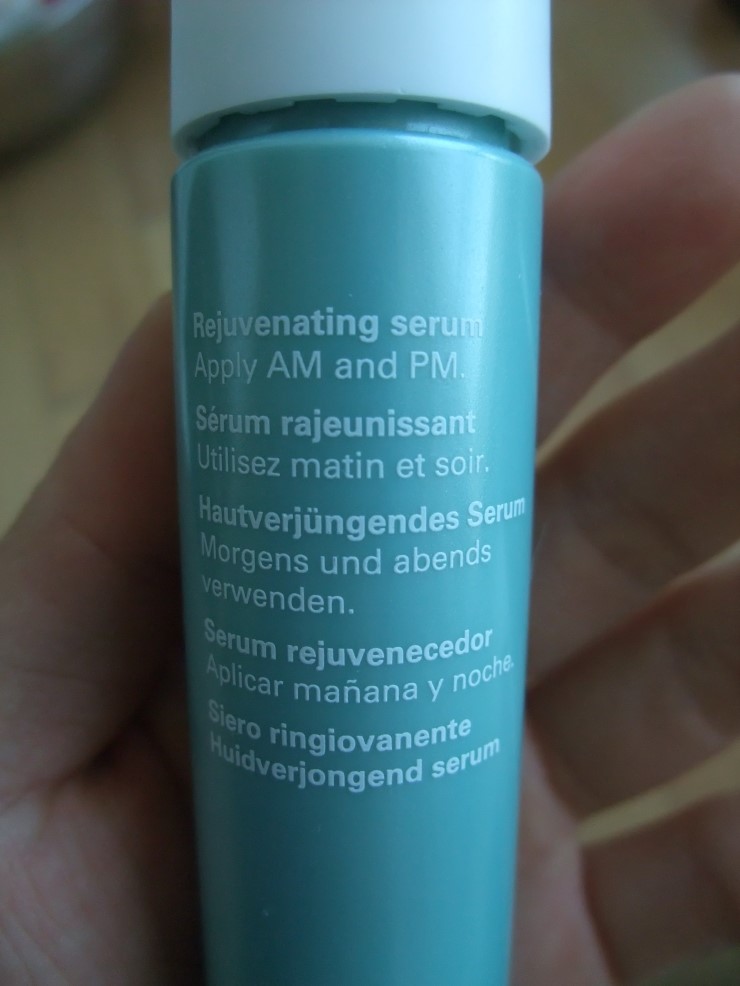 Rejuvenating serum
Apply AM and PM.
Sérum rajeunissant
Utilisez matin et soir.
Hautverjüngendes Serum
Morgens und abends
verwenden.
Serum rejuvenecedor
Aplicar mañana y noche.
Siero ringiovanente
Huidverjongend serum